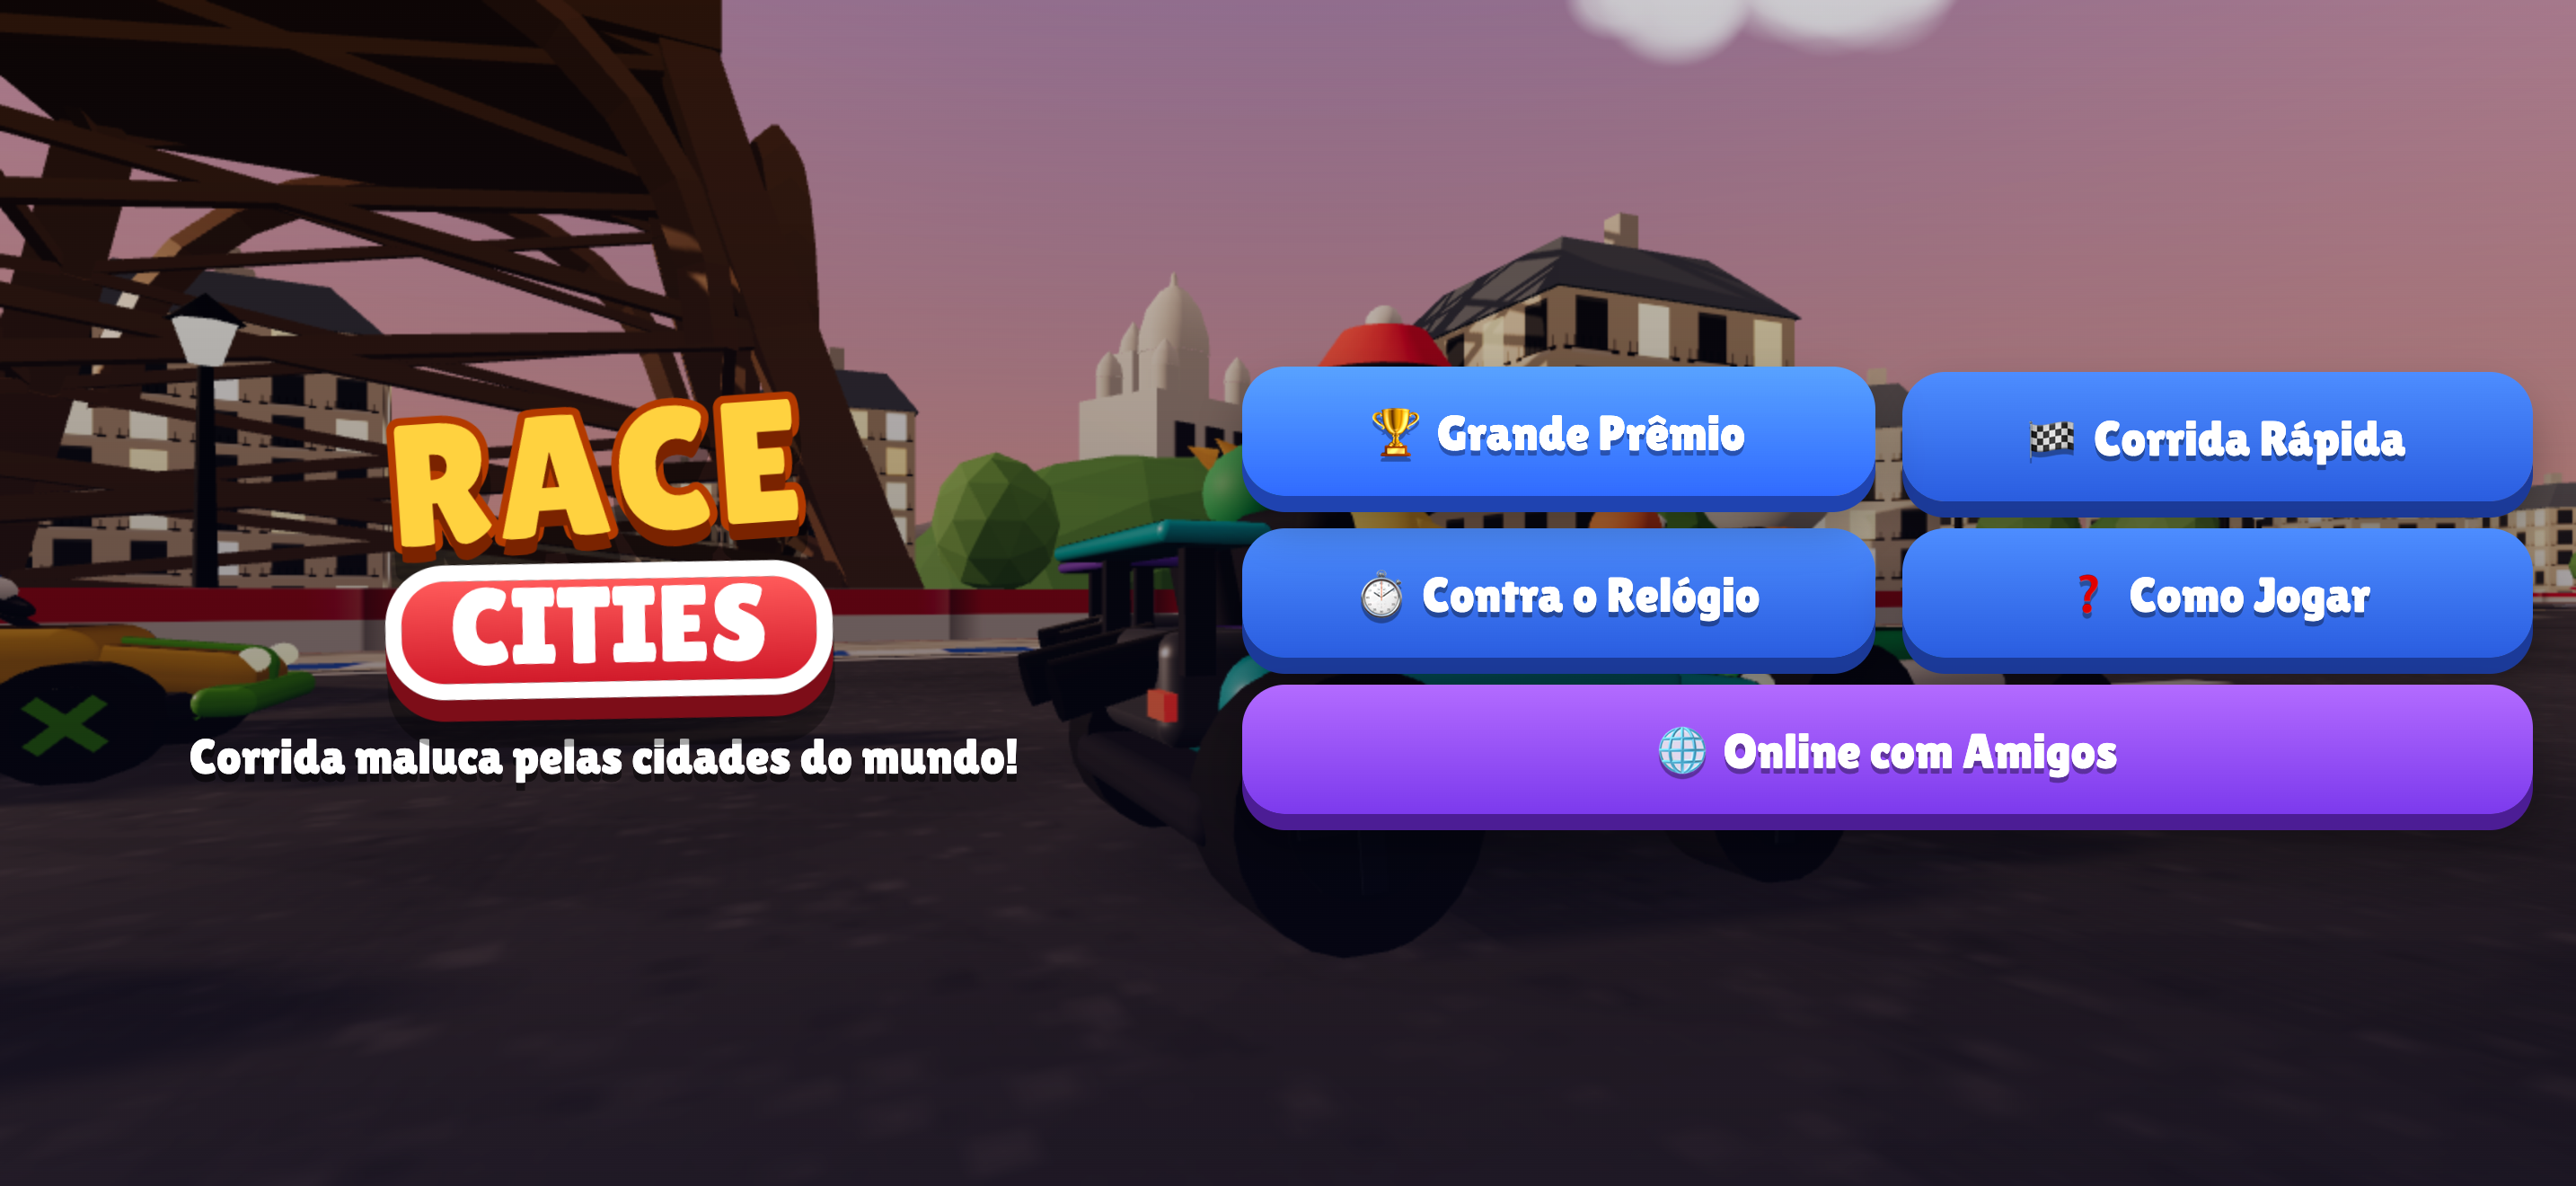 RACE
CITIES
Corrida maluca pelas cidades do mundo!
🏆 Grande Prêmio
🏁 Corrida Rápida
⏱️ Contra o Relógio
❓ Como Jogar
🌐 Online com Amigos